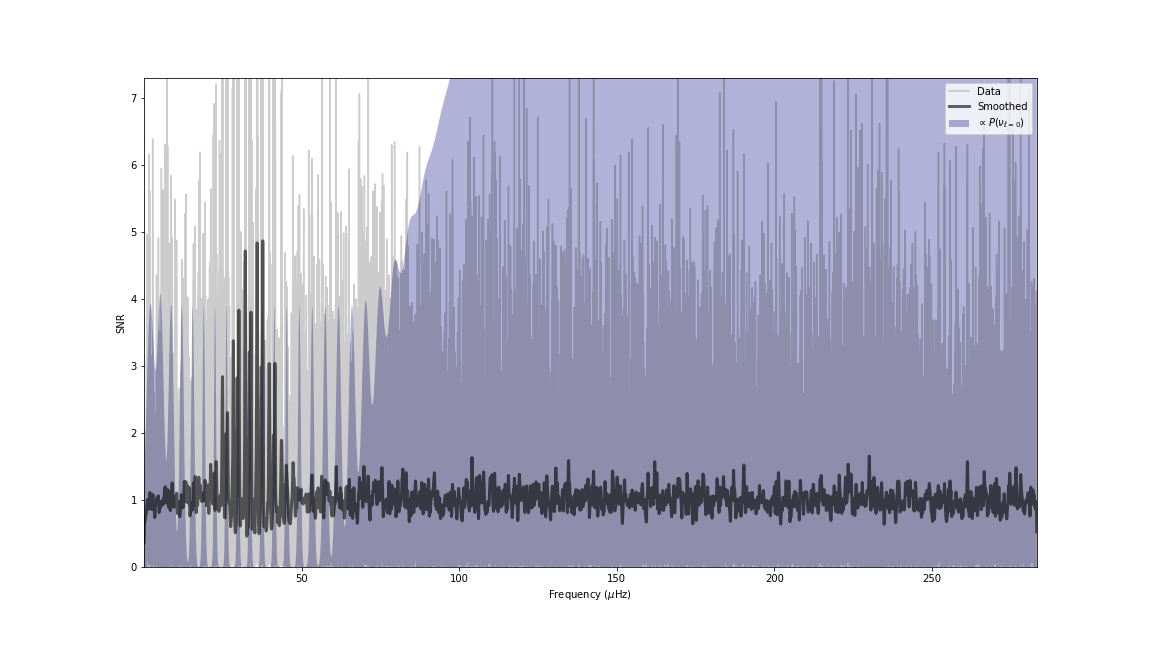 Data
Smoothed
∝ P(ν_{ℓ=0})
7
6
5
4
3
2
1
0
SNR
50
100
150
200
250
Frequency (μHz)